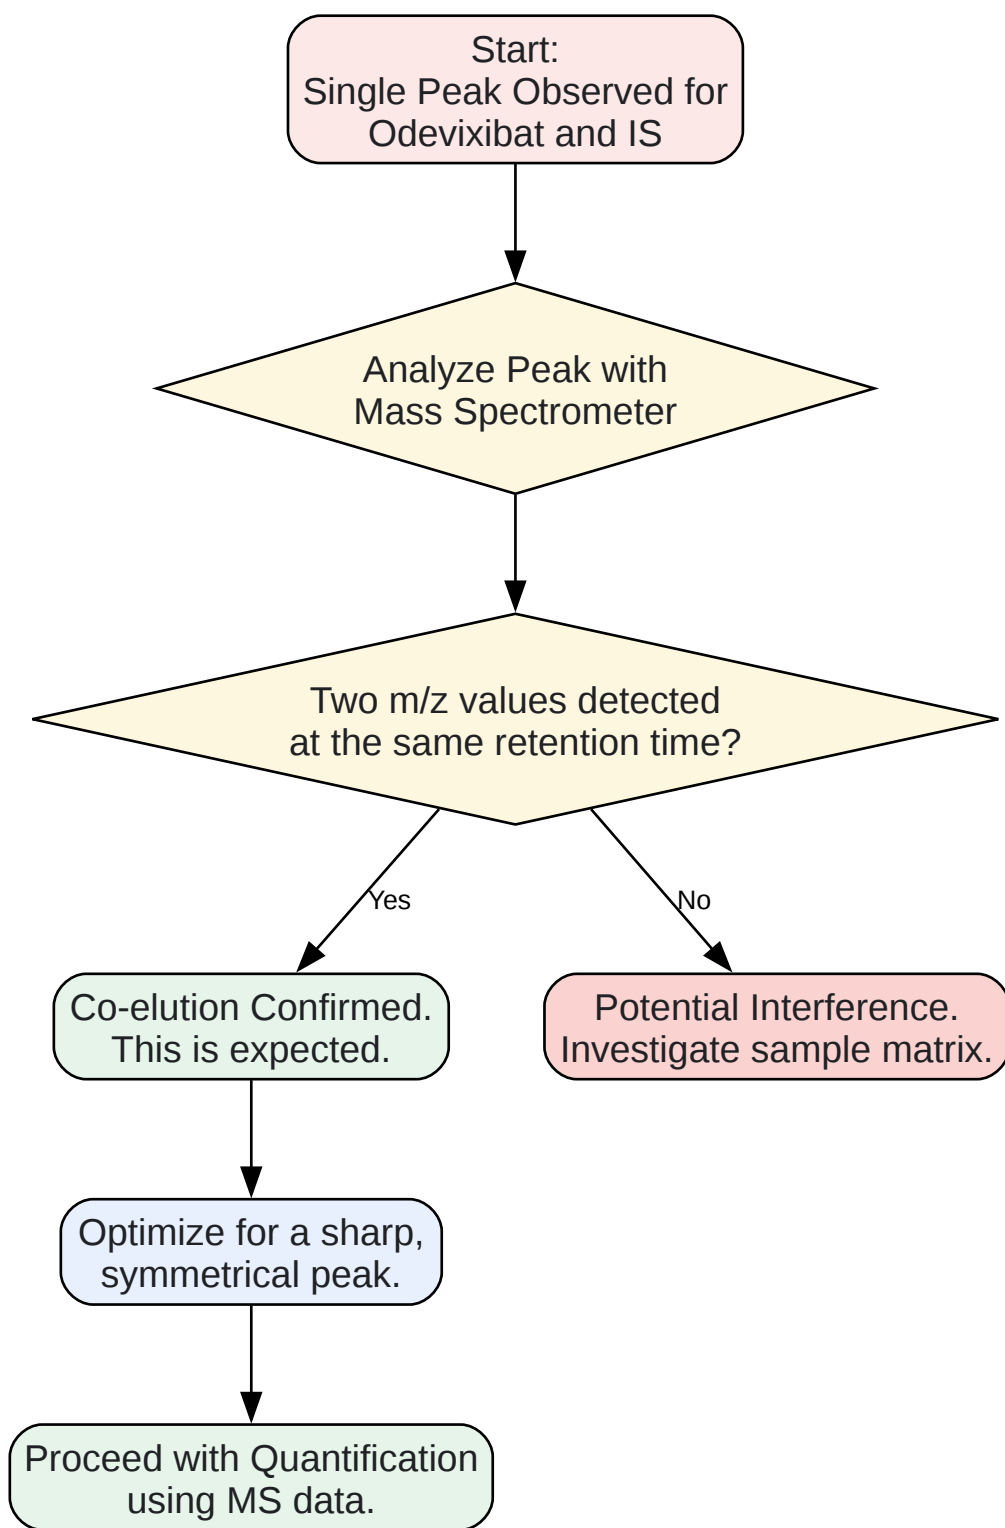 Start:
Single Peak Observed for
Odevixibat and IS
Analyze Peak with
Mass Spectrometer
Two m/z values detected
at the same retention time?
Yes
No
Co-elution Confirmed.
This is expected.
Potential Interference.
Investigate sample matrix.
Optimize for a sharp,
symmetrical peak.
Proceed with Quantification
using MS data.